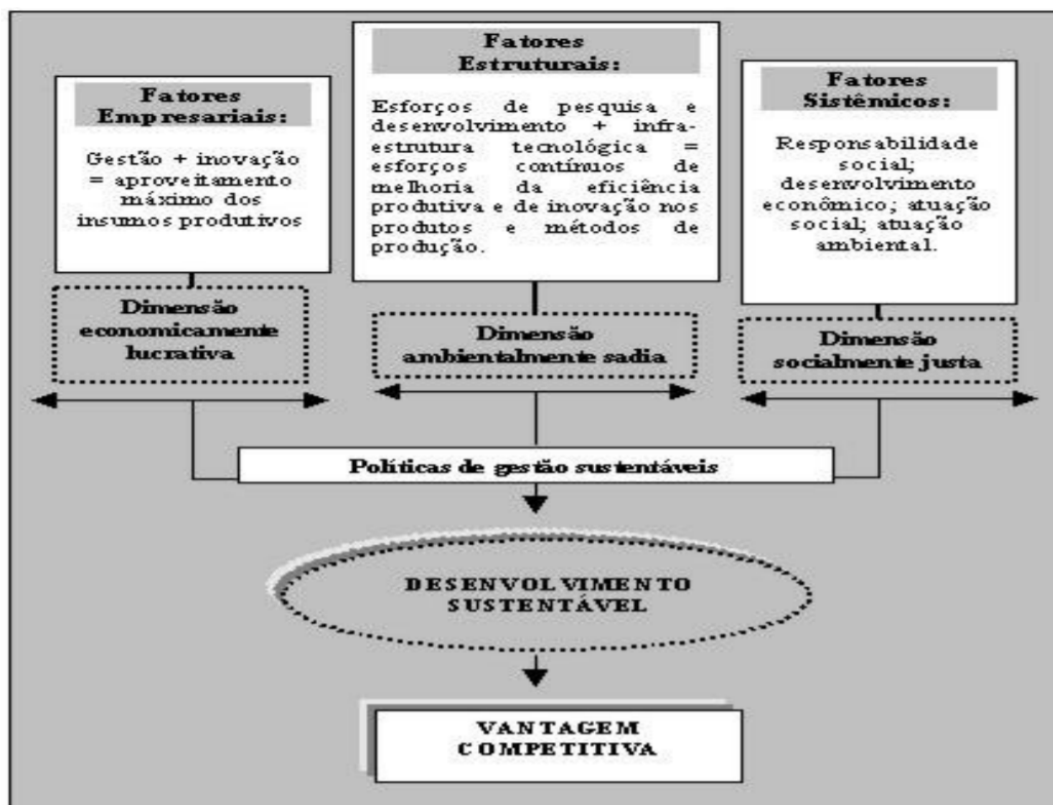 Fatores
Empresariais:
Gestão + inovação
= aproveitamento
máximo dos
insumos produtivos
Fatores
Estruturais:
Esforços de pesquisa e
desenvolvimento + infra-
estrutura tecnológica =
esforços contínuos de
melhoria da eficiência
produtiva e de inovação nos
produtos e métodos de
produção.
Fatores
Sistêmicos:
Responsabilidade
social;
desenvolvimento
econômico; atuação
social; atuação
ambiental.
Dimensão
economicamente
lucrativa
Dimensão
ambientalmente sadia
Dimensão
socialmente justa
Políticas de gestão sustentáveis
DESENVOLVIMENTO
SUSTENTÁVEL
VANTAGEM
COMPETITIVA